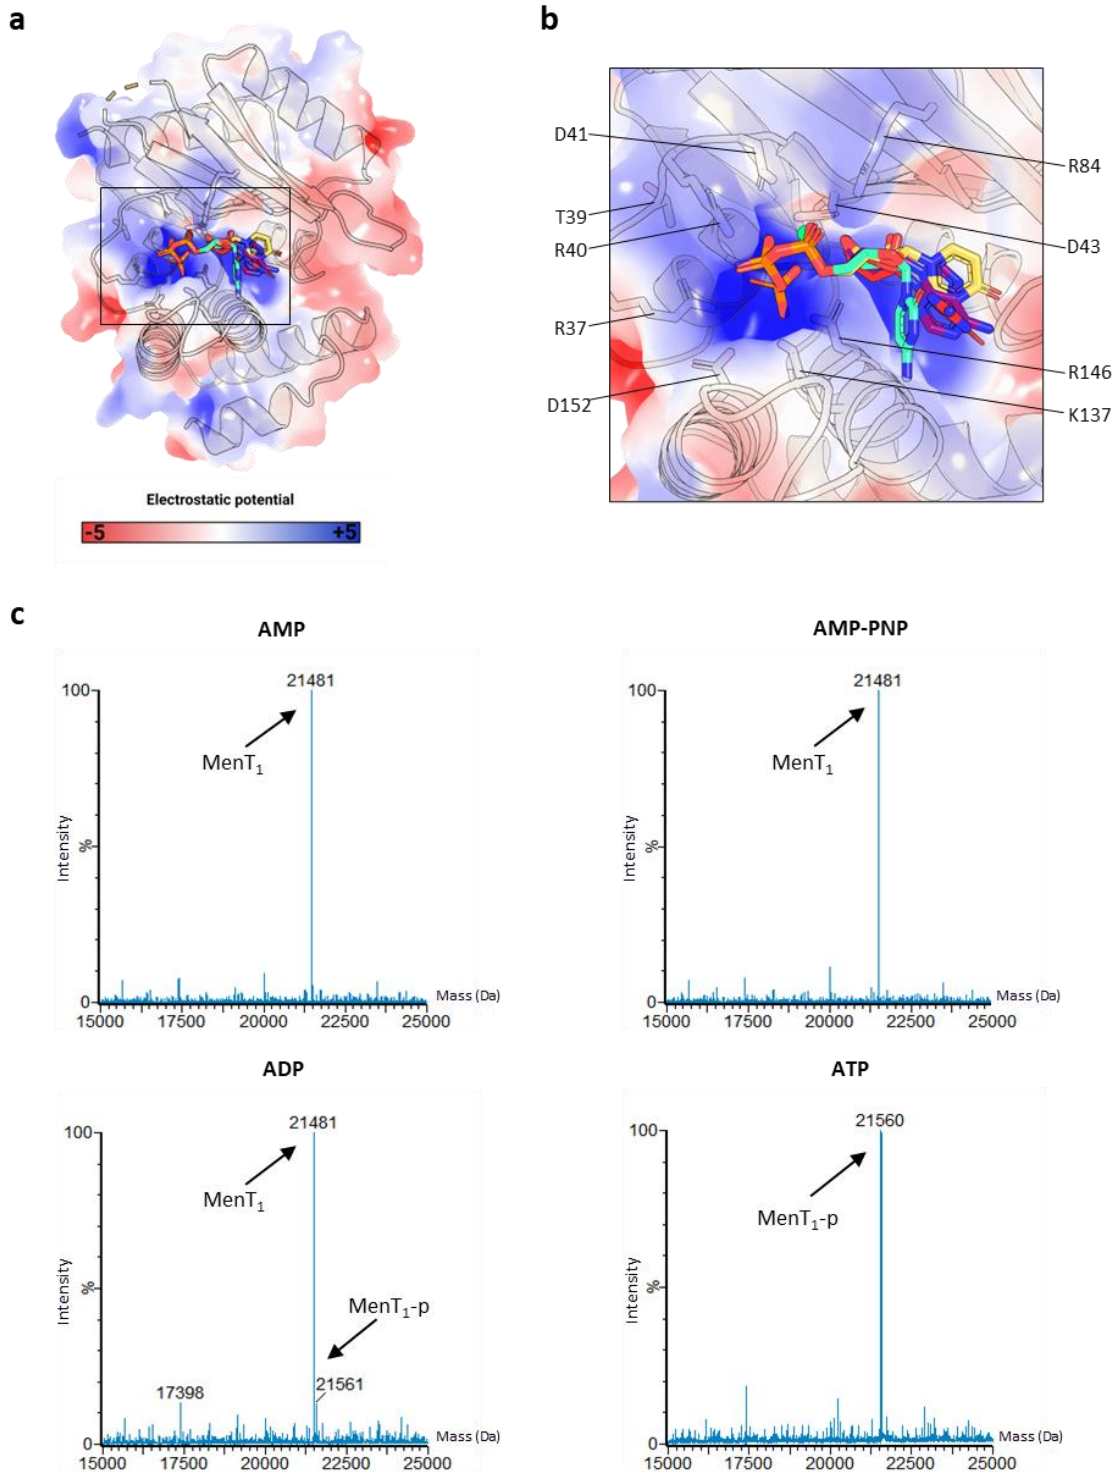 a
b
D41
T39
R40
R37
D152
R84
D43
R146
K137
Electrostatic potential
-5
+5
c
AMP
100
21481
MenT₁
Intensity
%
0
Mass (Da)
15000 17500 20000 22500 25000
AMP-PNP
100
21481
MenT₁
Intensity
%
0
Mass (Da)
15000 17500 20000 22500 25000
ADP
100
21481
MenT₁
MenT₁-p
17398
21561
Intensity
%
0
Mass (Da)
15000 17500 20000 22500 25000
ATP
100
21560
MenT₁-p
Intensity
%
0
Mass (Da)
15000 17500 20000 22500 25000